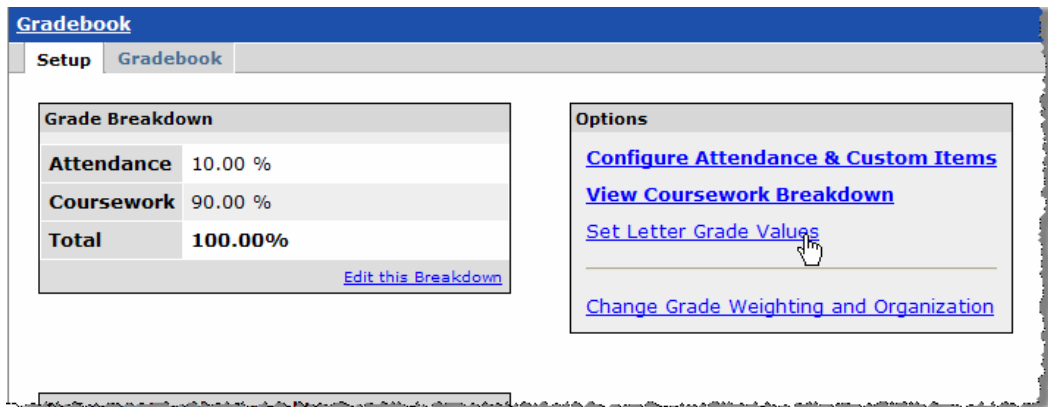 Gradebook
Setup Gradebook
Grade Breakdown
Attendance 10.00 %
Coursework 90.00 %
Total 100.00%
Edit this Breakdown
Options
Configure Attendance & Custom Items
View Coursework Breakdown
Set Letter Grade Values
Change Grade Weighting and Organization